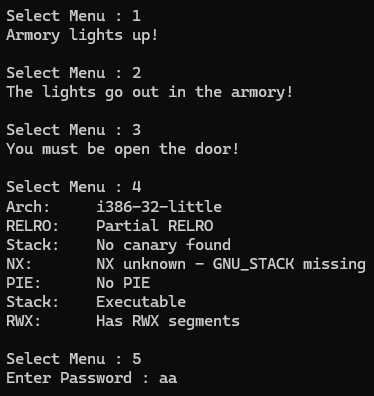 Select Menu : 1
Armory lights up!
Select Menu : 2
The lights go out in the armory!
Select Menu : 3
You must be open the door!
Select Menu : 4
Arch:     i386-32-little
RELRO:    Partial RELRO
Stack:    No canary found
NX:       NX unknown - GNU_STACK missing
PIE:      No PIE
Stack:    Executable
RWX:      Has RWX segments
Select Menu : 5
Enter Password : aa